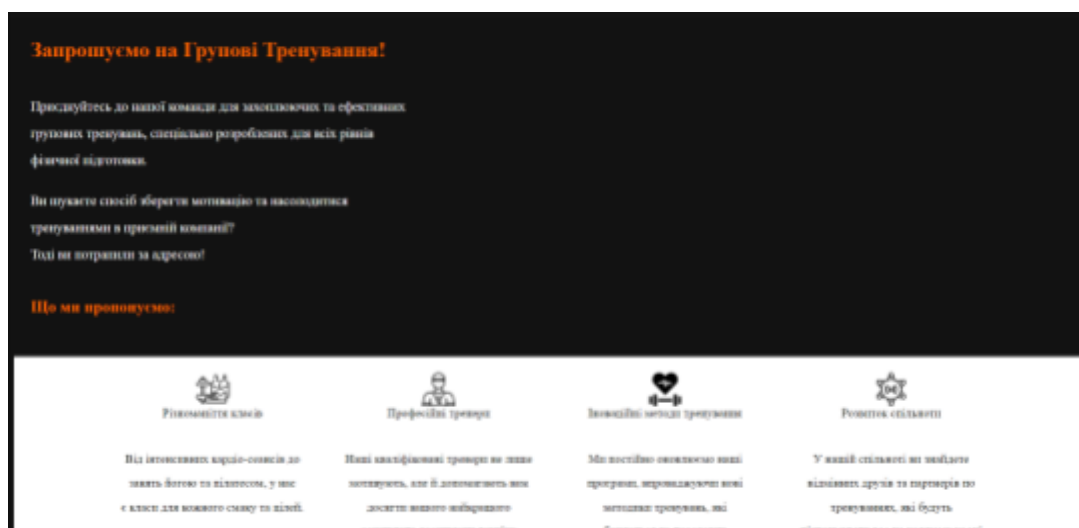 Запрошуємо на Групові Тренування!
Приєднуйтесь до нашої команди для захоплюючих та ефективних
групових тренувань, спеціально розроблених для всіх рівнів
фізичної підготовки.
Ви шукаєте спосіб зберегти мотивацію та насолодитися
тренуваннями в приємній компанії?
Тоді ви потрапили за адресою!
Що ми пропонуємо:
Різноманіття класів
Професійні тренери
Інноваційні методи тренування
Розвиток спільноти
Від інтенсивних кардіо-сеансів до
занять йогою та пілатесом, у нас
є класи для кожного смаку та цілей.
Наші кваліфіковані тренери не лише
мотивують, але й допомагають вам
досягти вашого найкращого
Ми постійно оновлюємо наші
програми, впроваджуючи нові
методики тренувань, які
У нашій спільноті ви знайдете
відмінних друзів та партнерів по
тренуваннях, які будуть